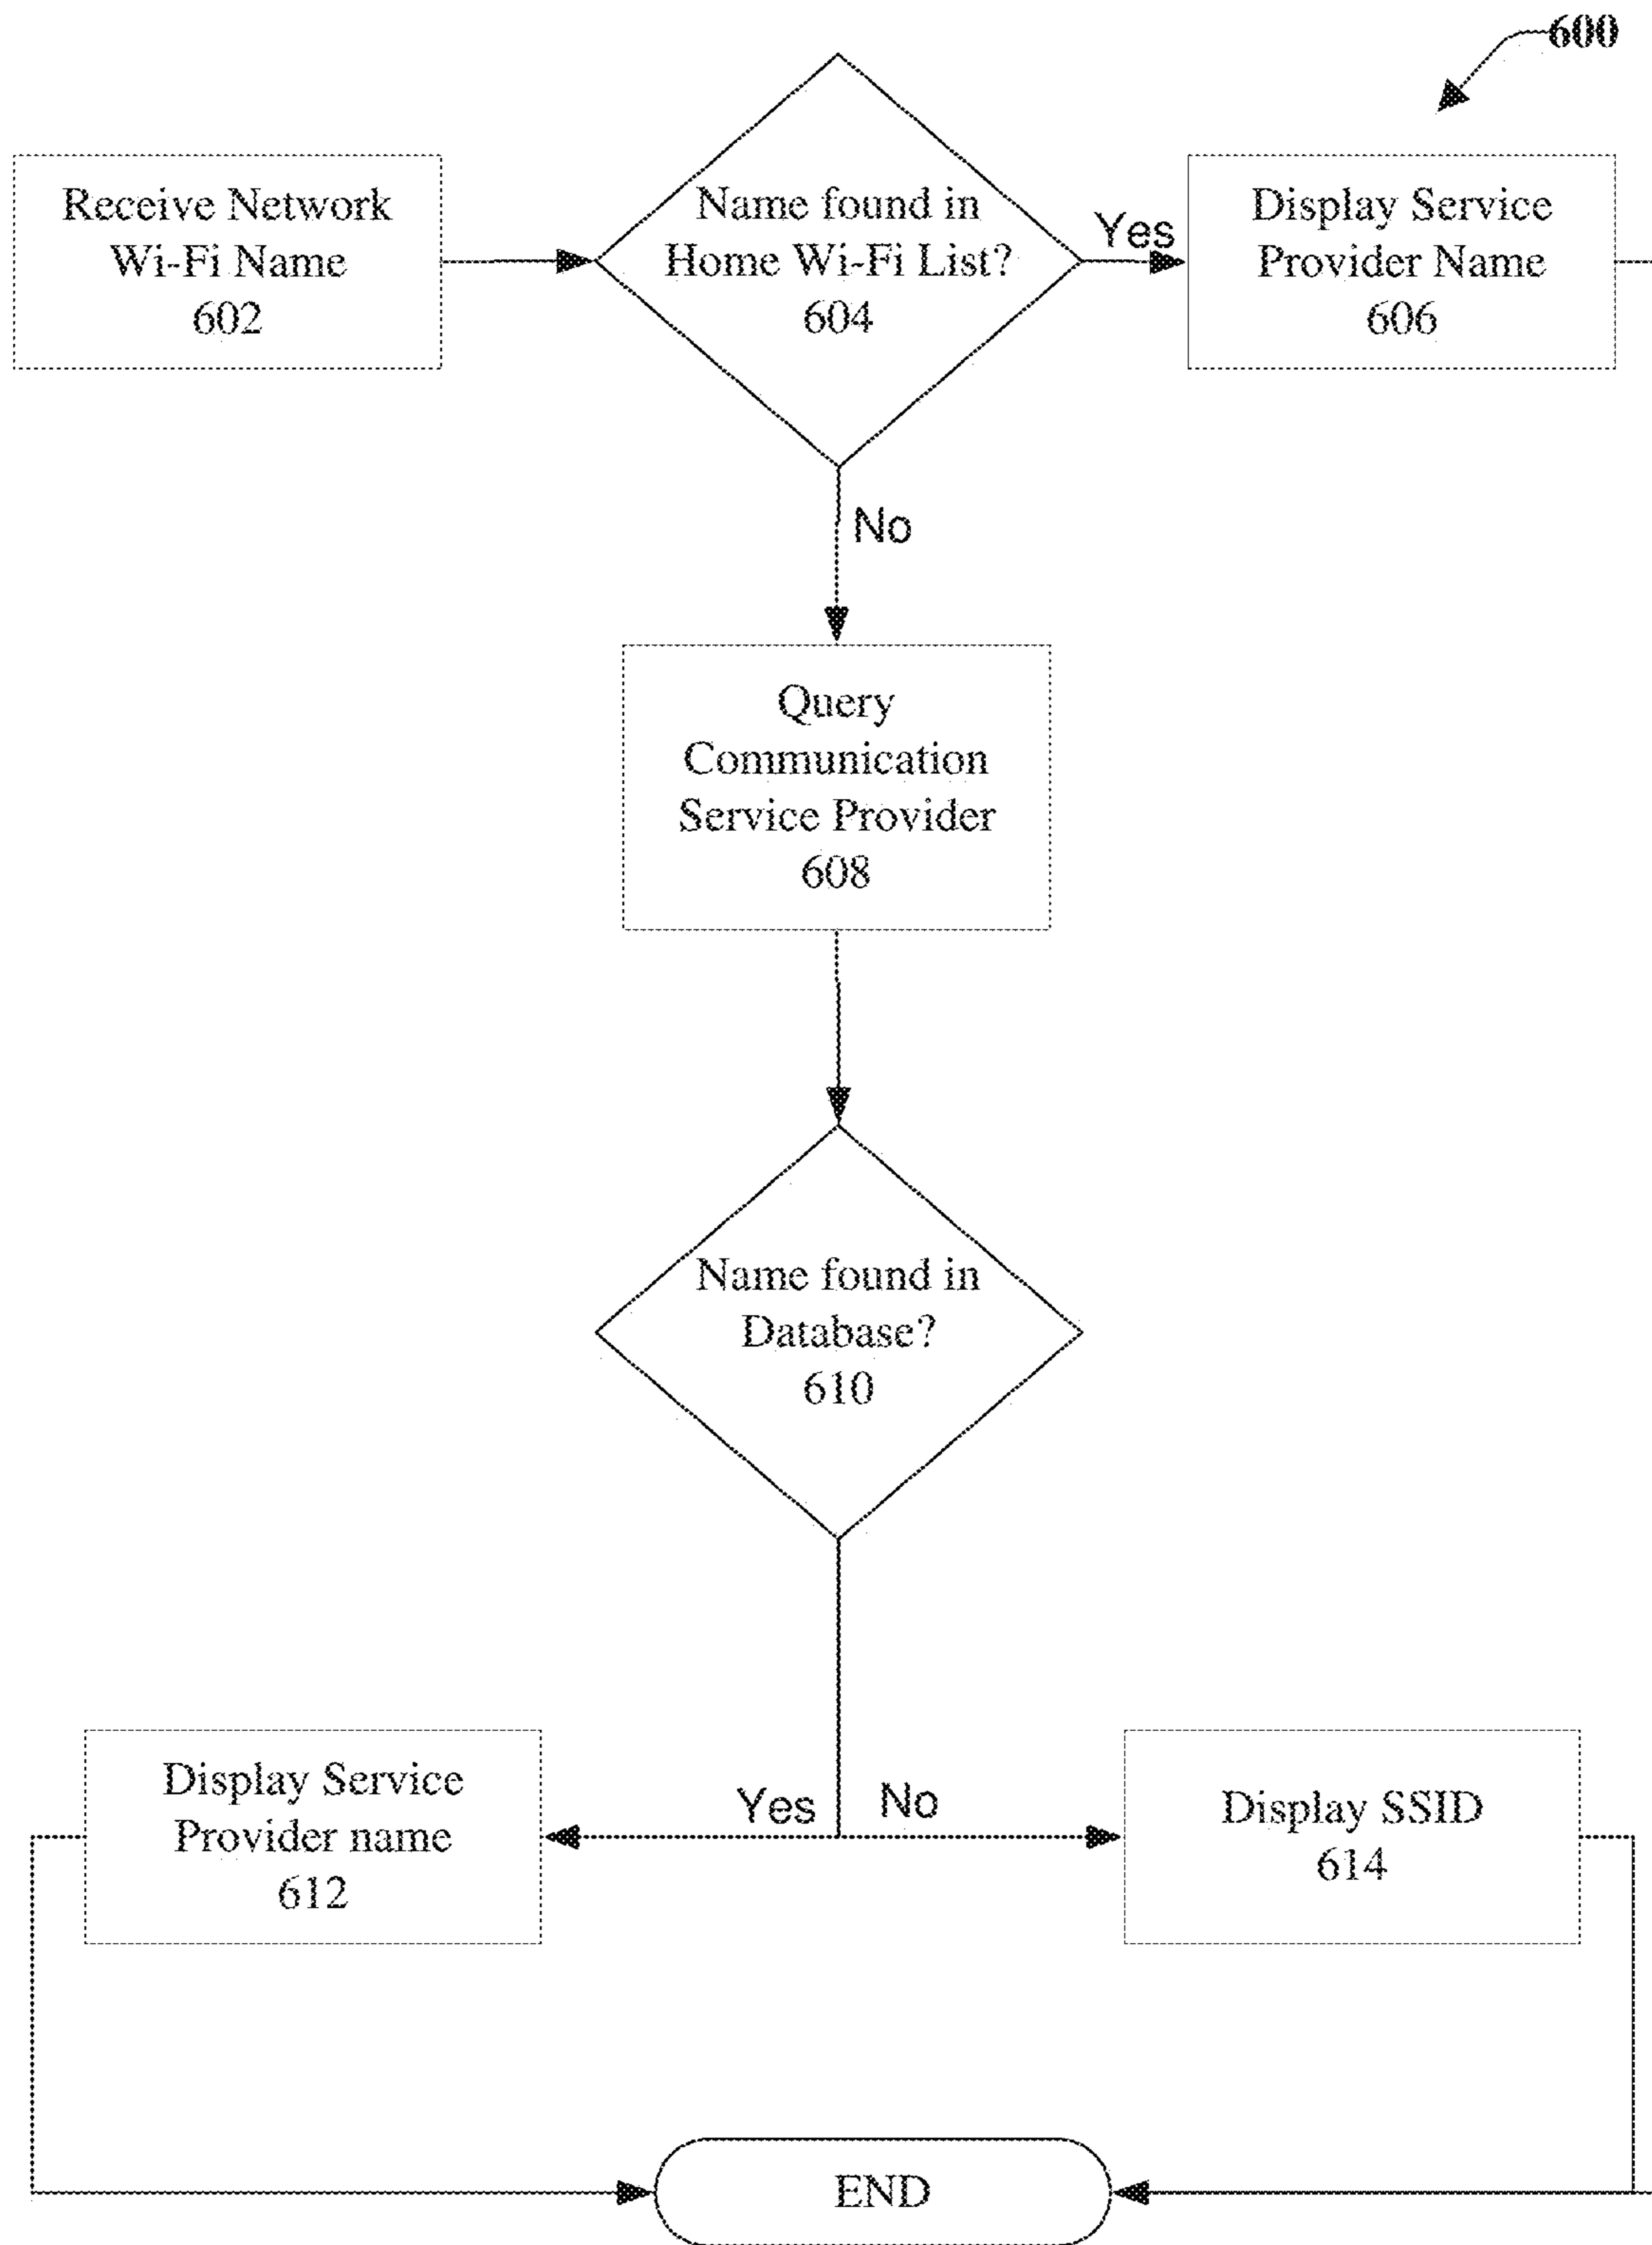 600
Receive Network
Wi-Fi Name
602
Name found in
Home Wi-Fi List?
604
Yes
Display Service
Provider Name
606
No
Query
Communication
Service Provider
608
Name found in
Database?
610
Display Service
Provider name
612
Yes
No
Display SSID
614
END